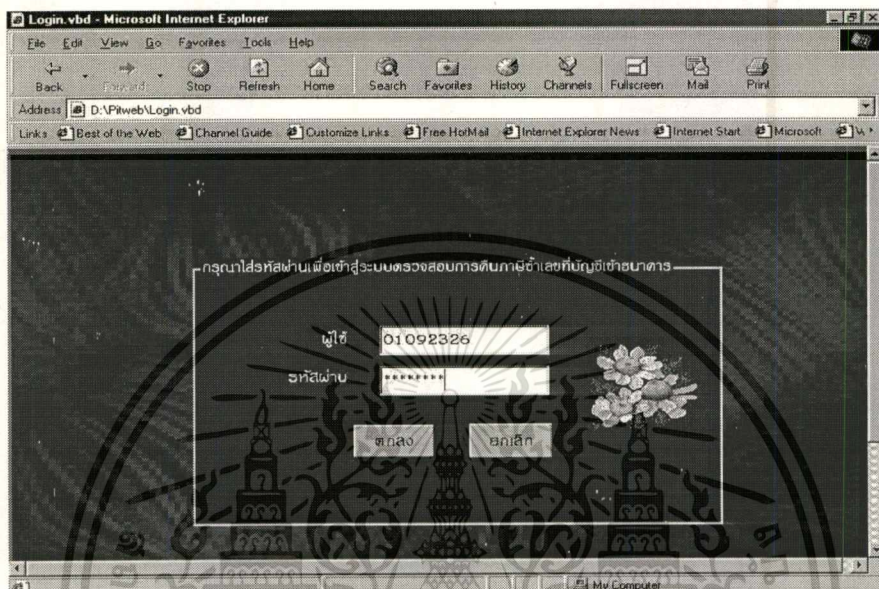 Login.vbd - Microsoft Internet Explorer
File Edit View Go Favorites Tools Help
Back Forward Stop Refresh Home Search Favorites History Channels Fullscreen Mail Print
Address D:\Pitweb\Login.vbd
Links Best of the Web Channel Guide Customize Links Free HotMail Internet Explorer News Internet Start Microsoft
กรุณาใส่รหัสผ่านเพื่อเข้าสู่ระบบตรวจสอบการคืนภาษีซ้ำเลขที่บัญชีเข้าธนาคาร
ผู้ใช้ 01092326
รหัสผ่าน ********
ตกลง ยกเลิก
My Computer